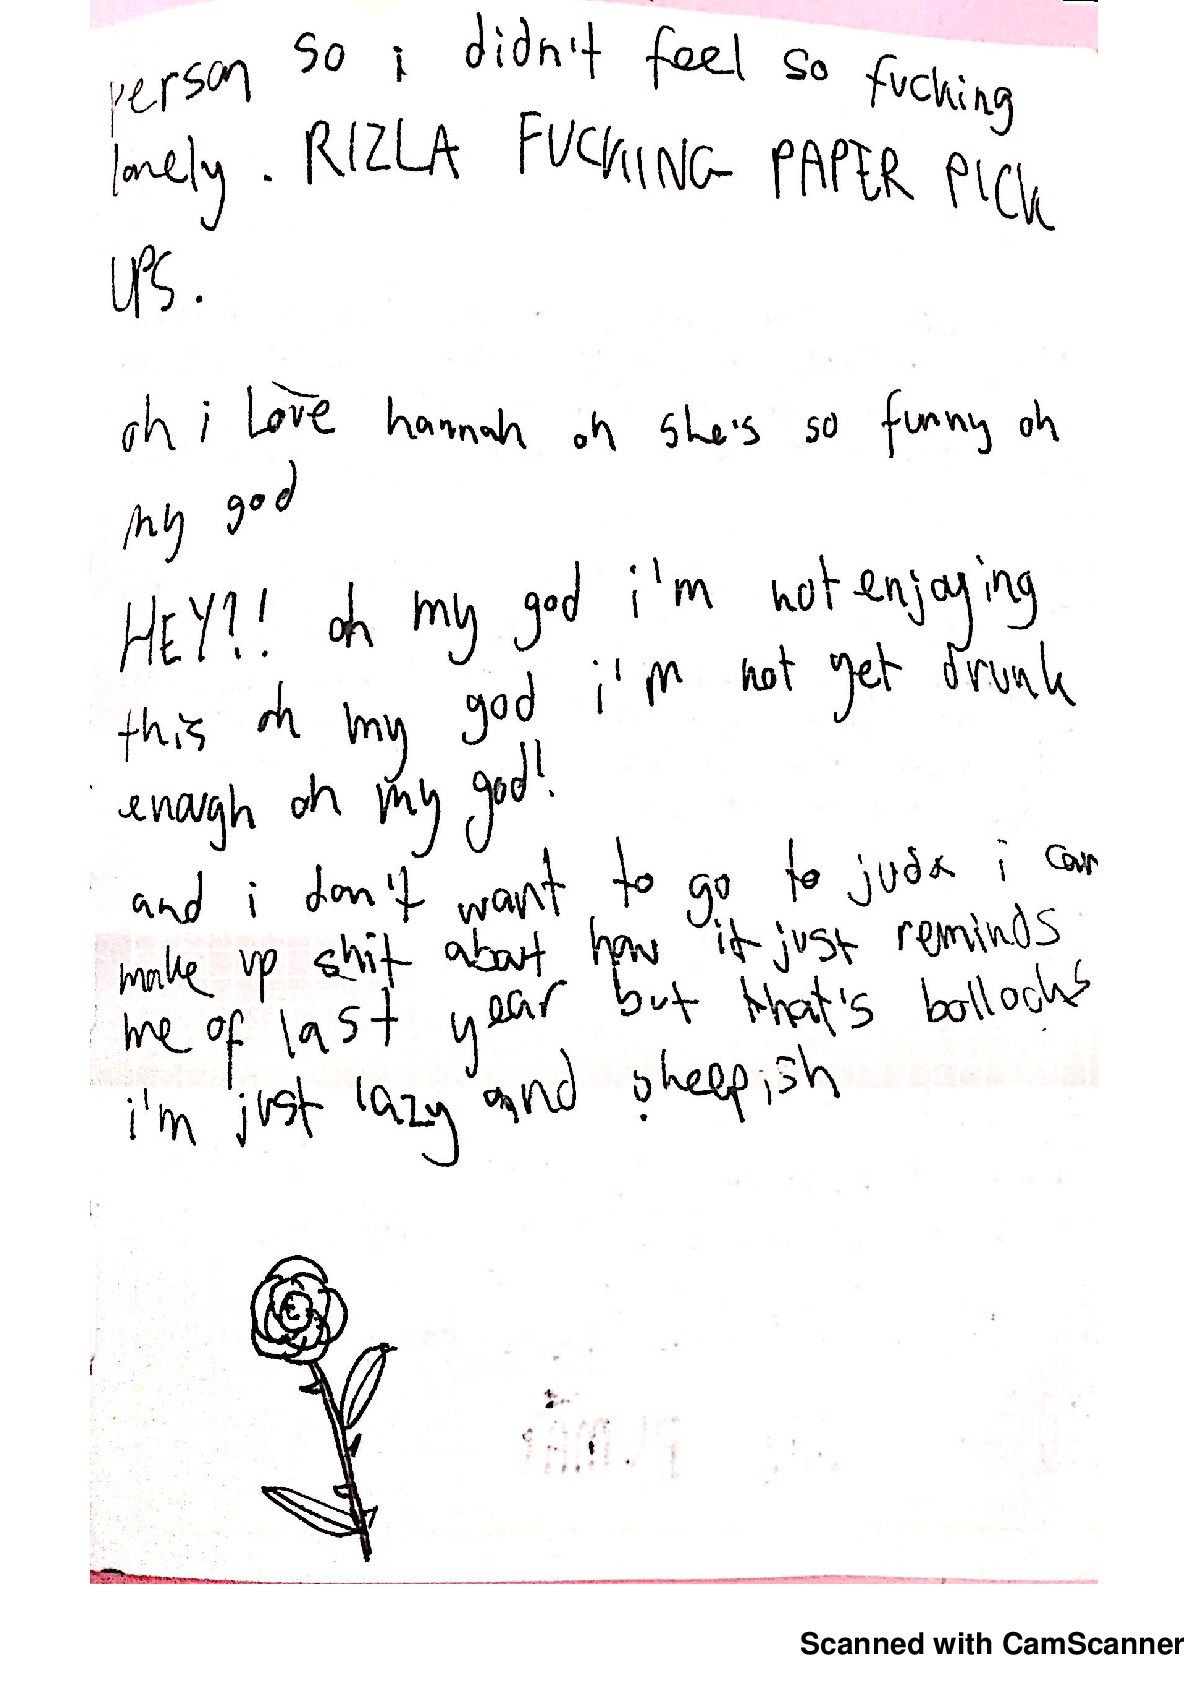 person so i didn't feel so fucking
lonely. RIZLA FUCKING PAPER PICK
UPS.
oh i love hannah oh she's so funny oh
my god
HEY?! oh my god i'm not enjoying
this oh my god i'm not yet drunk
enough oh my god!
and i don't want to go to judx i can
make up shit about how it just reminds
me of last year but that's bollocks
i'm just lazy and sheepish
Scanned with CamScanner